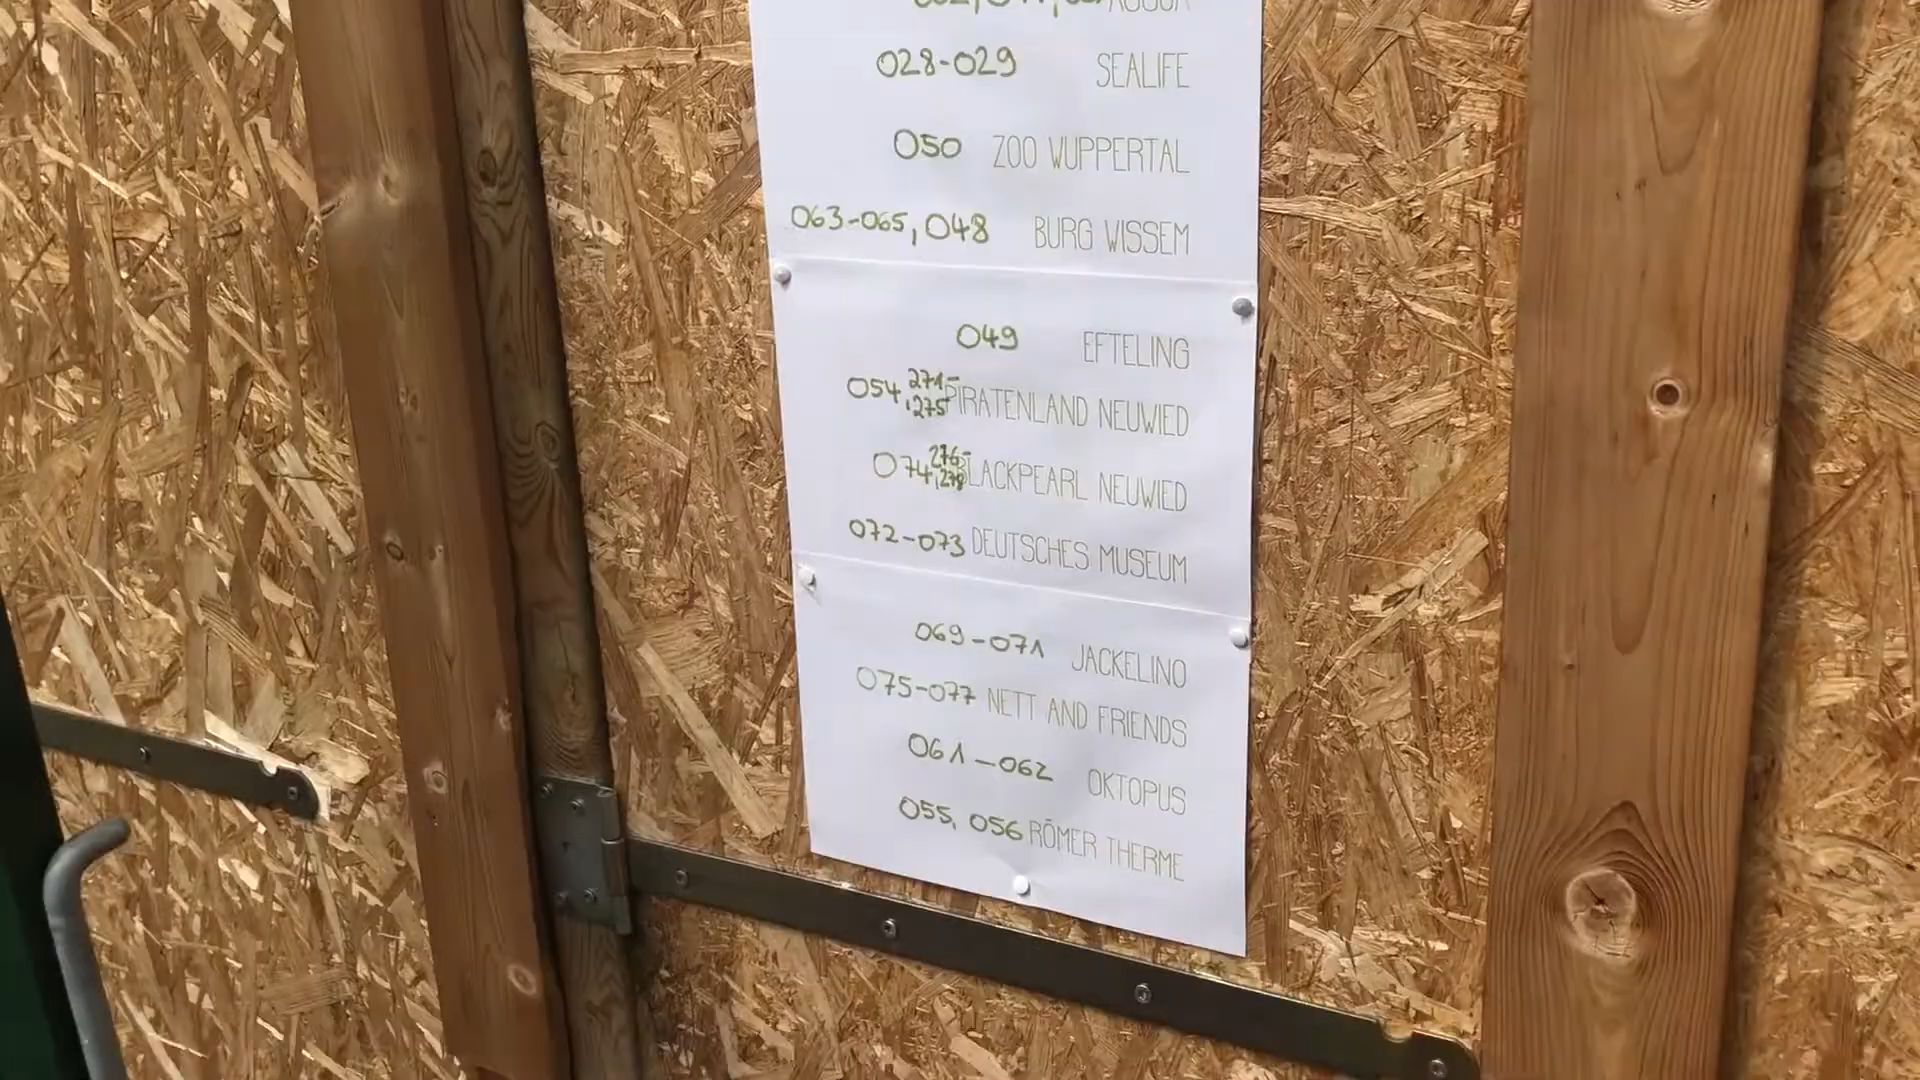 028-029 SEALIFE
050 ZOO WUPPERTAL
063-065, 048 BURG WISSEM
049 EFTELING
054, 271-275 PIRATENLAND NEUWIED
074, 276-278 BLACKPEARL NEUWIED
072-073 DEUTSCHES MUSEUM
069-071 JACKELINO
075-077 NETT AND FRIENDS
061-062 OKTOPUS
055, 056 RÖMER THERME